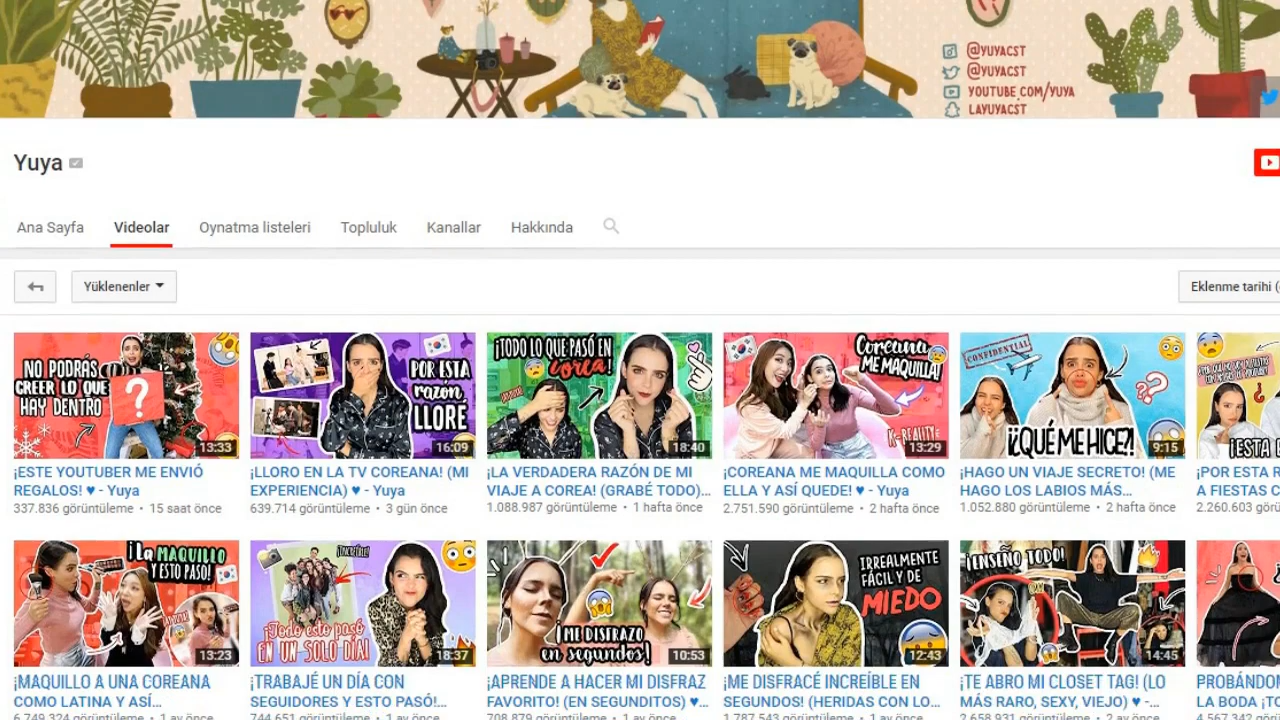 @YUYACST
@YUYACST
YOUTUBE.COM/YUYA
LAYUYACST
Yuya
Ana Sayfa Videolar Oynatma listeleri Topluluk Kanallar Hakkında
Yüklenenler
Eklenme tarihi (
NO PODRÁS
CREER LO QUE
HAY DENTRO
?
13:33
POR ESTA
razón
LLORE
16:09
¡TODO LO QUE PASÓ EN
corea!
18:40
Coreana
ME MAQUILLA!
K-REALITY
13:29
CONFIDENTIAL
¿¡QUÉ ME HICE?!
9:15
¡ESTA
¡ESTE YOUTUBER ME ENVIÓ
REGALOS! ♥ - Yuya
337.836 görüntüleme • 15 saat önce
¡LLORO EN LA TV COREANA! (MI
EXPERIENCIA) ♥ - Yuya
639.714 görüntüleme • 3 gün önce
¡LA VERDADERA RAZÓN DE MI
VIAJE A COREA! (GRABÉ TODO)...
1.088.987 görüntüleme • 1 hafta önce
¡COREANA ME MAQUILLA COMO
ELLA Y ASÍ QUEDE! ♥ - Yuya
2.751.590 görüntüleme • 2 hafta önce
¡HAGO UN VIAJE SECRETO! (ME
HAGO LOS LABIOS MÁS...
1.052.880 görüntüleme • 2 hafta önce
¡POR ESTA R
A FIESTAS C
2.260.603 görü
¡La MAQUILLO
Y ESTO PASO!
13:23
¡INCREÍBLE!
¡Todo esto pasó
EN UN SOLO DÍA!
18:37
¡ME DISFRAZO
en segundos!
10:53
IRREALMENTE
FÁCIL Y DE
MIEDO
12:43
¡ENSEÑO TODO!
14:45
¡MAQUILLO A UNA COREANA
COMO LATINA Y ASÍ...
6.749.324 görüntüleme • 1 ay önce
¡TRABAJÉ UN DÍA CON
SEGUIDORES Y ESTO PASÓ!...
744.651 görüntüleme • 1 ay önce
¡APRENDE A HACER MI DISFRAZ
FAVORITO! (EN SEGUNDITOS) ♥...
708.879 görüntüleme • 1 ay önce
¡ME DISFRACÉ INCREÍBLE EN
SEGUNDOS! (HERIDAS CON LO...
1.787.543 görüntüleme • 1 ay önce
¡TE ABRO MI CLOSET TAG! (LO
MÁS RARO, SEXY, VIEJO) ♥ -...
2.658.931 görüntüleme • 2 ay önce
PROBÁNDOM
LA BODA ¡TO